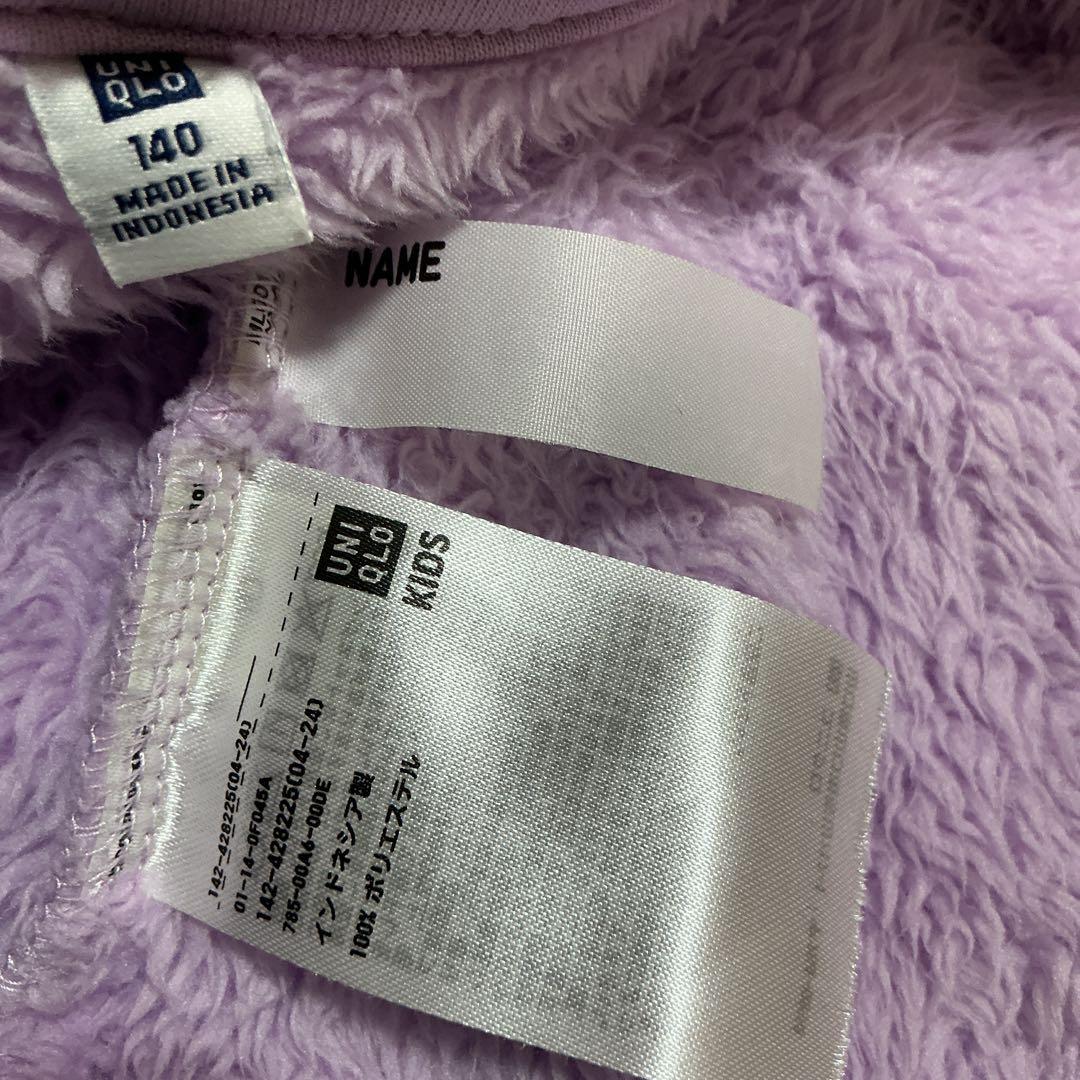 UNI
QLO
140
MADE IN
INDONESIA
NAME
UNI
QLO
KIDS
142-428225(04-24)
01-14-0F045A
142-428225(04-24)
785-00A6-00DE
インドネシア製
100% ポリエステル